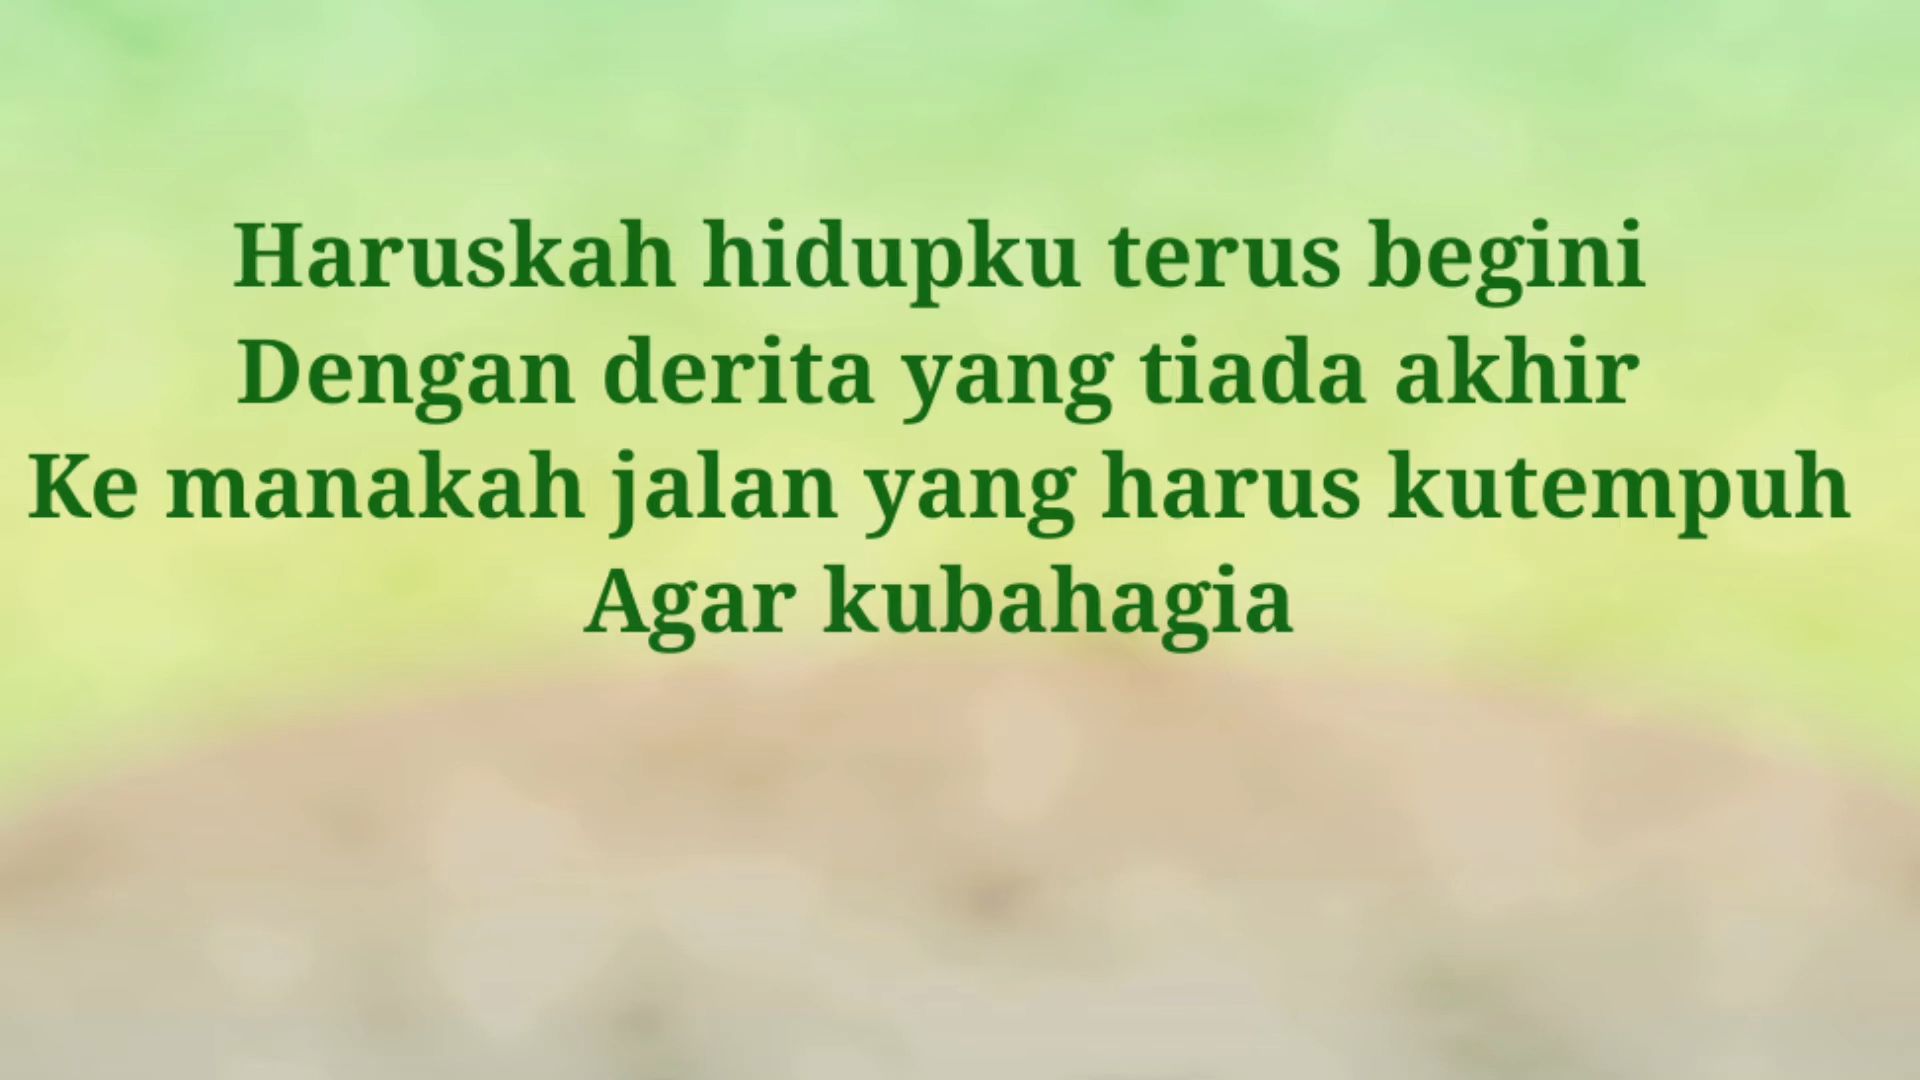 Haruskah hidupku terus begini
Dengan derita yang tiada akhir
Ke manakah jalan yang harus kutempuh
Agar kubahagia